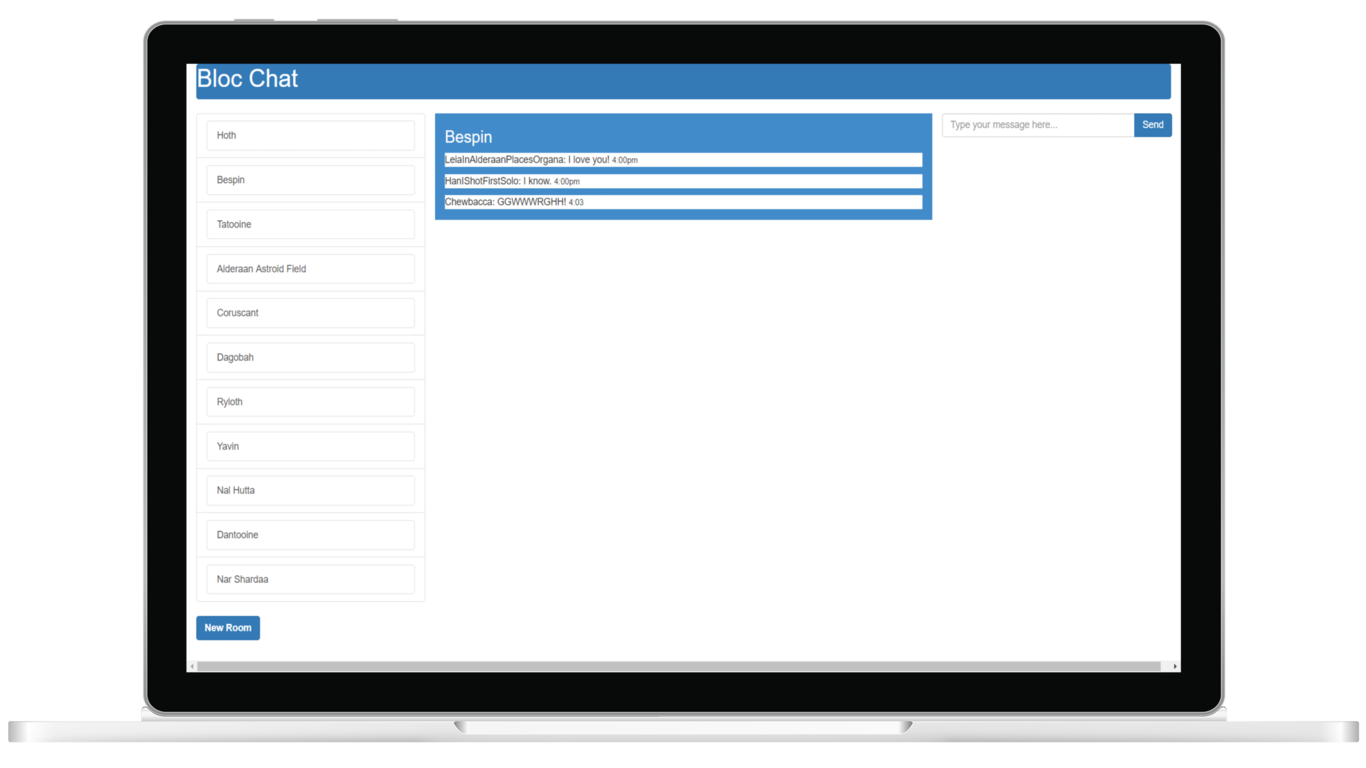 Bloc Chat
Hoth
Bespin
Tatooine
Alderaan Astroid Field
Coruscant
Dagobah
Ryloth
Yavin
Nal Hutta
Dantooine
Nar Shardaa
New Room
Bespin
LeiaInAlderaanPlacesOrgana: I love you! 4:00pm
HanIShotFirstSolo: I know. 4:00pm
Chewbacca: GGWWWRGHH! 4:03
Type your message here...
Send